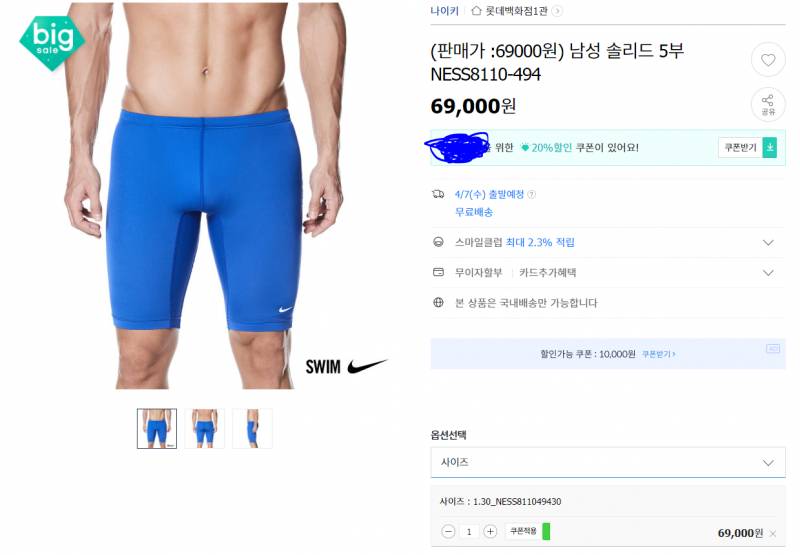 big
sale
SWIM
나이키 롯데백화점1관
(판매가 :69000원) 남성 솔리드 5부
NESS8110-494
69,000원
공유
을 위한 20%할인 쿠폰이 있어요! 쿠폰받기
4/7(수) 출발예정
무료배송
스마일클럽 최대 2.3% 적립
무이자할부 카드추가혜택
본 상품은 국내배송만 가능합니다
할인가능 쿠폰 : 10,000원 쿠폰받기
AD
옵션선택
사이즈
사이즈 : 1.30_NESS811049430
1 쿠폰적용 69,000원